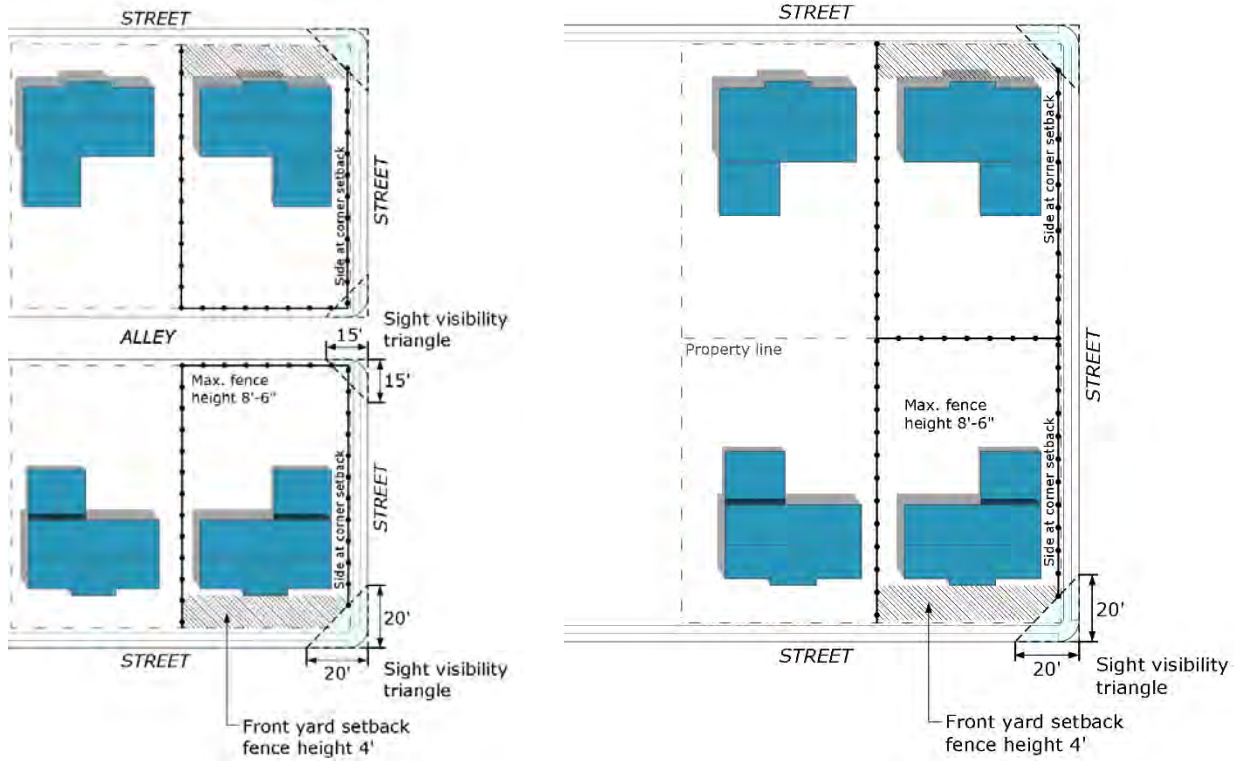 STREET
Side at corner setback
STREET
ALLEY
Sight visibility
triangle
15'
15'
Max. fence
height 8'-6"
Side at corner setback
STREET
20'
STREET
20'
Sight visibility
triangle
Front yard setback
fence height 4'
STREET
Side at corner setback
Property line
STREET
Max. fence
height 8'-6"
Side at corner setback
20'
STREET
20'
Sight visibility
triangle
Front yard setback
fence height 4'